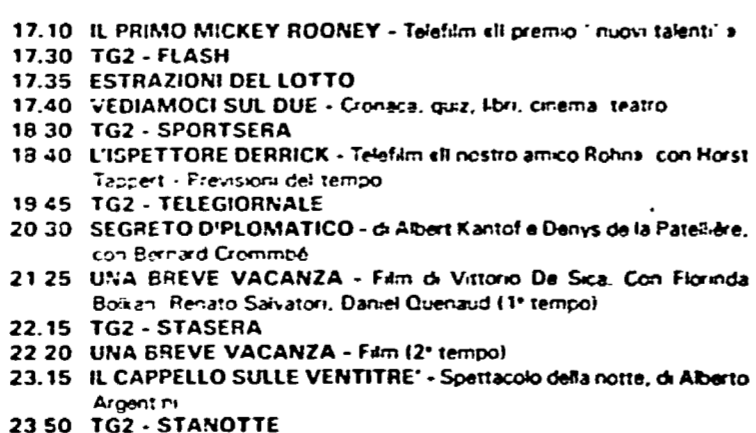 17.10 IL PRIMO MICKEY ROONEY - Telefilm «Il premio ' nuovi talenti' »
17.30 TG2 - FLASH
17.35 ESTRAZIONI DEL LOTTO
17.40 VEDIAMOCI SUL DUE - Cronaca, quiz, libri, cinema teatro
18 30 TG2 - SPORTSERA
18 40 L'ISPETTORE DERRICK - Telefilm «Il nostro amico Rohn» con Horst
Tappert - Previsioni del tempo
19 45 TG2 - TELEGIORNALE
20 30 SEGRETO D'PLOMATICO - di Albert Kantof e Denys de la Patellière,
con Bernard Crommbé
21 25 UNA BREVE VACANZA - Film di Vittorio De Sica. Con Florinda
Bolkan Renato Salvatori, Daniel Quenaud (1° tempo)
22.15 TG2 - STASERA
22 20 UNA BREVE VACANZA - Film (2° tempo)
23.15 IL CAPPELLO SULLE VENTITRE' - Spettacolo della notte, di Alberto
Argentini
23 50 TG2 - STANOTTE